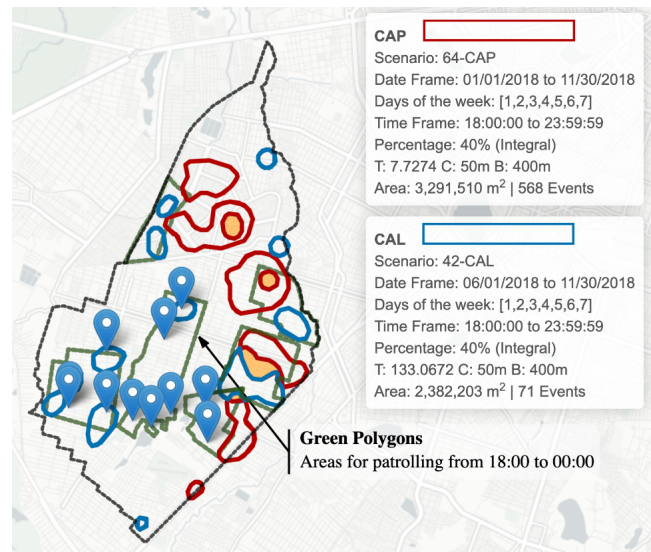 CAP
Scenario: 64-CAP
Date Frame: 01/01/2018 to 11/30/2018
Days of the week: [1,2,3,4,5,6,7]
Time Frame: 18:00:00 to 23:59:59
Percentage: 40% (Integral)
T: 7.7274 C: 50m B: 400m
Area: 3,291,510 m² | 568 Events
CAL
Scenario: 42-CAL
Date Frame: 06/01/2018 to 11/30/2018
Days of the week: [1,2,3,4,5,6,7]
Time Frame: 18:00:00 to 23:59:59
Percentage: 40% (Integral)
T: 133.0672 C: 50m B: 400m
Area: 2,382,203 m² | 71 Events
Green Polygons
Areas for patrolling from 18:00 to 00:00